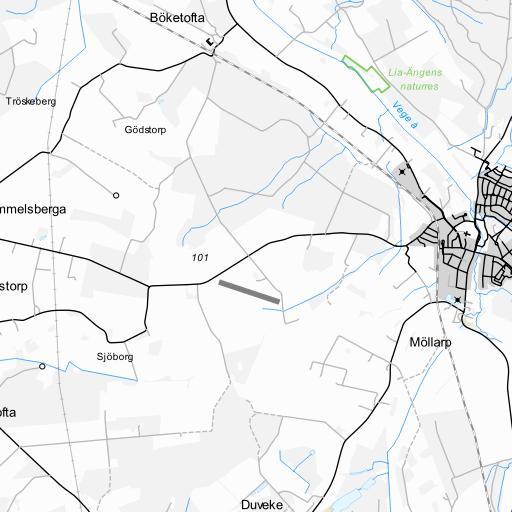 Böketofta
Lia-Ängens
naturres
Tröskeberg
Vege å
Gödstorp
mmelsberga
101
storp
Möllarp
Sjöborg
ofta
Duveke